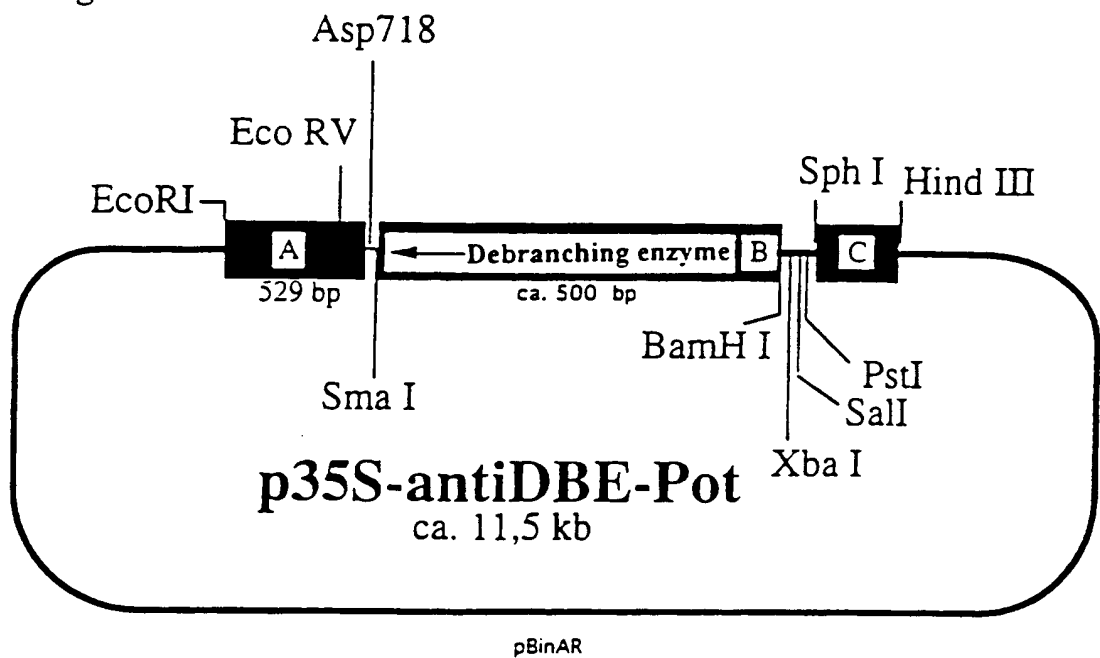 Asp718
Eco RV
EcoRI
Sph I
Hind III
A
Debranching enzyme
B
C
529 bp
ca. 500 bp
BamH I
PstI
SalI
Sma I
Xba I
p35S-antiDBE-Pot
ca. 11,5 kb
pBinAR